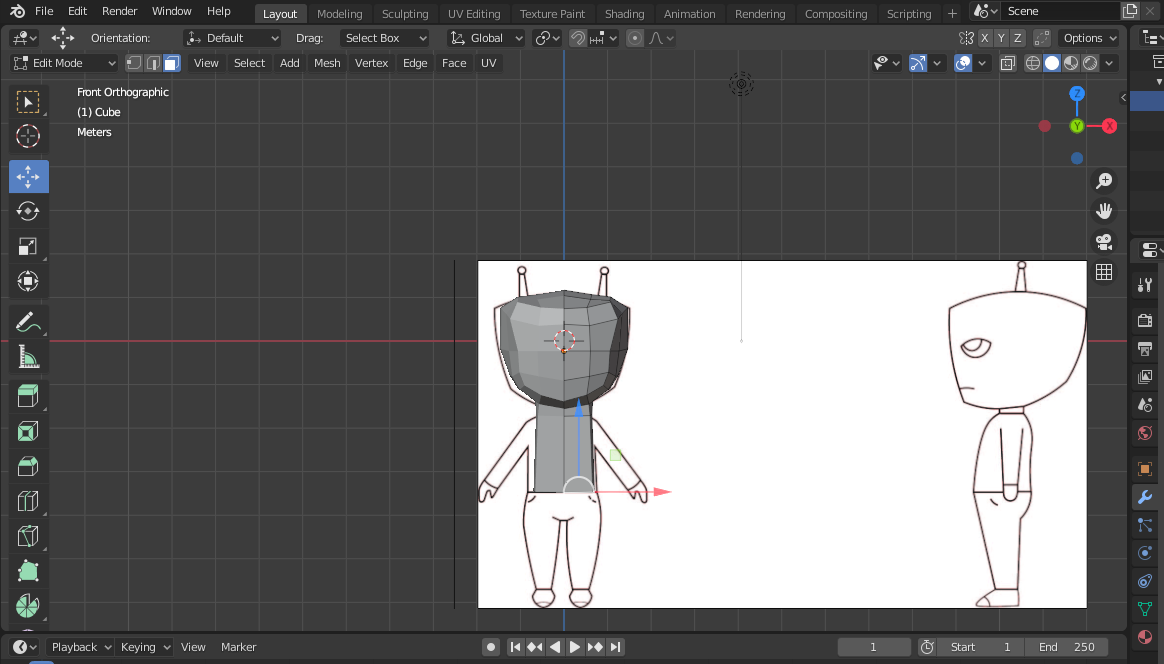 File Edit Render Window Help Layout Modeling Sculpting UV Editing Texture Paint Shading Animation Rendering Compositing Scripting + Scene
Orientation: Default Drag: Select Box Global X Y Z Options
Edit Mode View Select Add Mesh Vertex Edge Face UV
Front Orthographic
(1) Cube
Meters
Z
Y
X
Playback Keying View Marker 1 Start 1 End 250